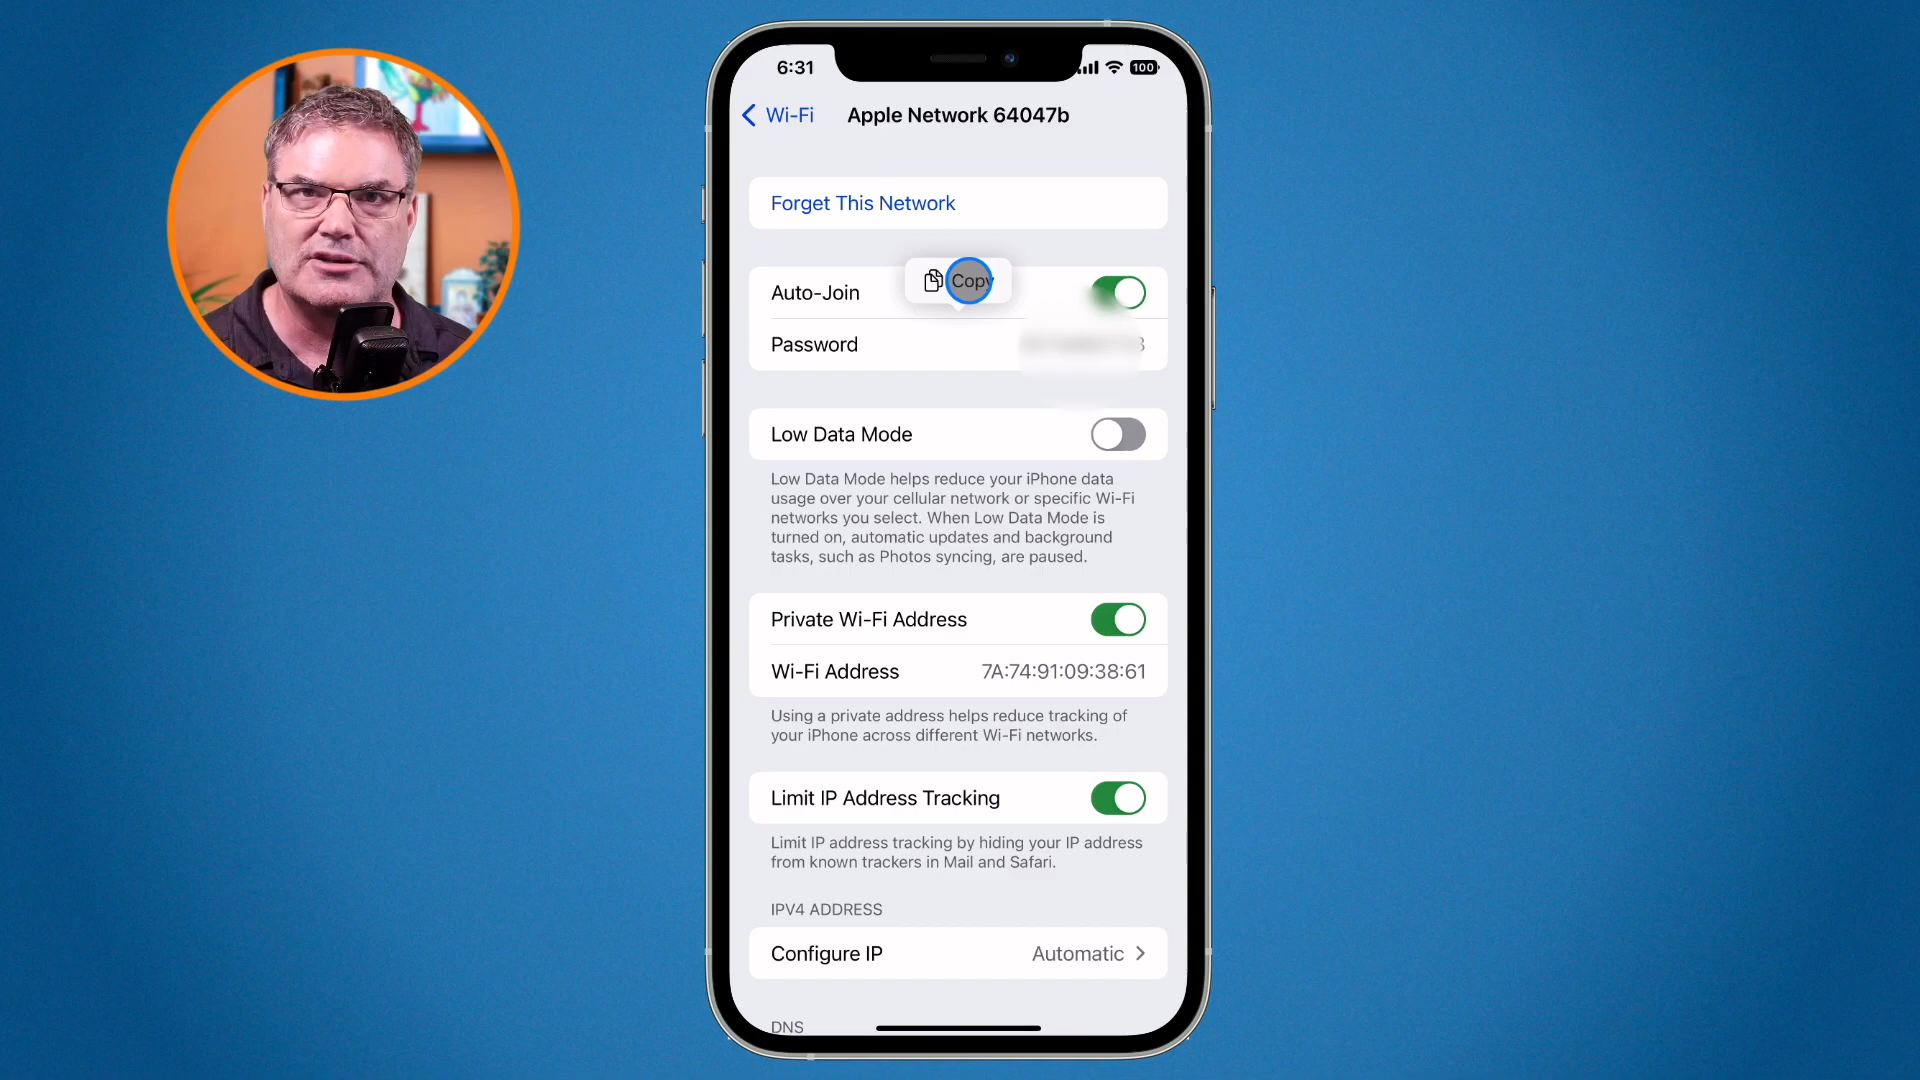 6:31
100
Wi-Fi
Apple Network 64047b
Forget This Network
Copy
Auto-Join
Password
Low Data Mode
Low Data Mode helps reduce your iPhone data
usage over your cellular network or specific Wi-Fi
networks you select. When Low Data Mode is
turned on, automatic updates and background
tasks, such as Photos syncing, are paused.
Private Wi-Fi Address
Wi-Fi Address 7A:74:91:09:38:61
Using a private address helps reduce tracking of
your iPhone across different Wi-Fi networks.
Limit IP Address Tracking
Limit IP address tracking by hiding your IP address
from known trackers in Mail and Safari.
IPV4 ADDRESS
Configure IP Automatic
DNS